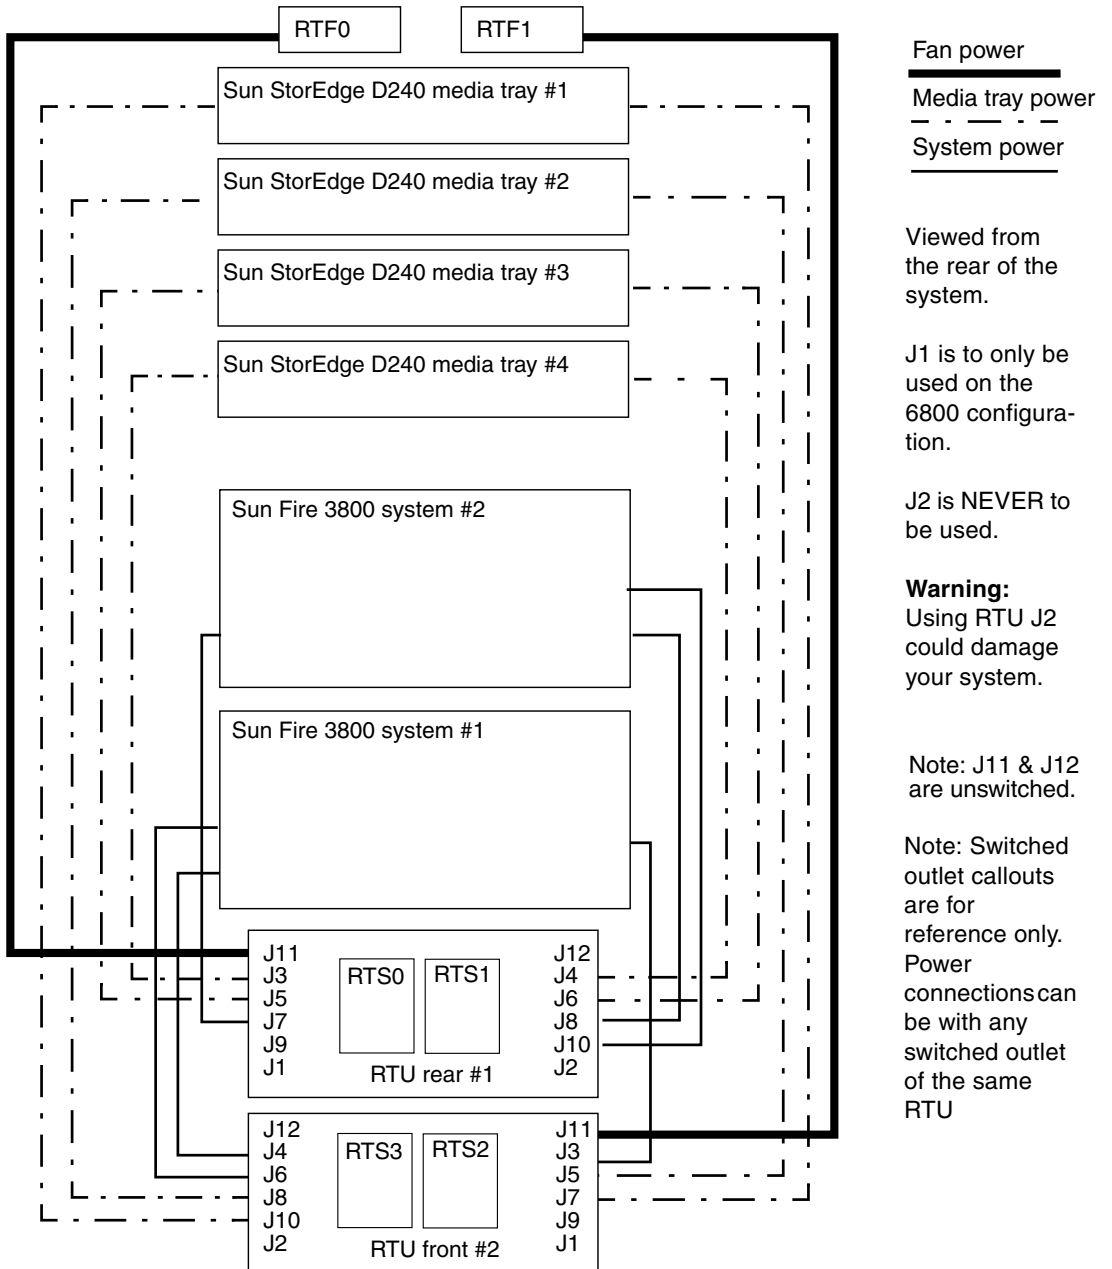 RTF0
RTF1
Sun StorEdge D240 media tray #1
Sun StorEdge D240 media tray #2
Sun StorEdge D240 media tray #3
Sun StorEdge D240 media tray #4
Sun Fire 3800 system #2
Sun Fire 3800 system #1
J11
J3
J5
J7
J9
J1
RTS0
RTS1
RTU rear #1
J12
J4
J6
J8
J10
J2
J12
J4
J6
J8
J10
J2
RTS3
RTS2
RTU front #2
J11
J3
J5
J7
J9
J1
Fan power
Media tray power
System power
Viewed from
the rear of the
system.
J1 is to only be
used on the
6800 configura-
tion.
J2 is NEVER to
be used.
Warning:
Using RTU J2
could damage
your system.
Note: J11 & J12
are unswitched.
Note: Switched
outlet callouts
are for
reference only.
Power
connections can
be with any
switched outlet
of the same
RTU